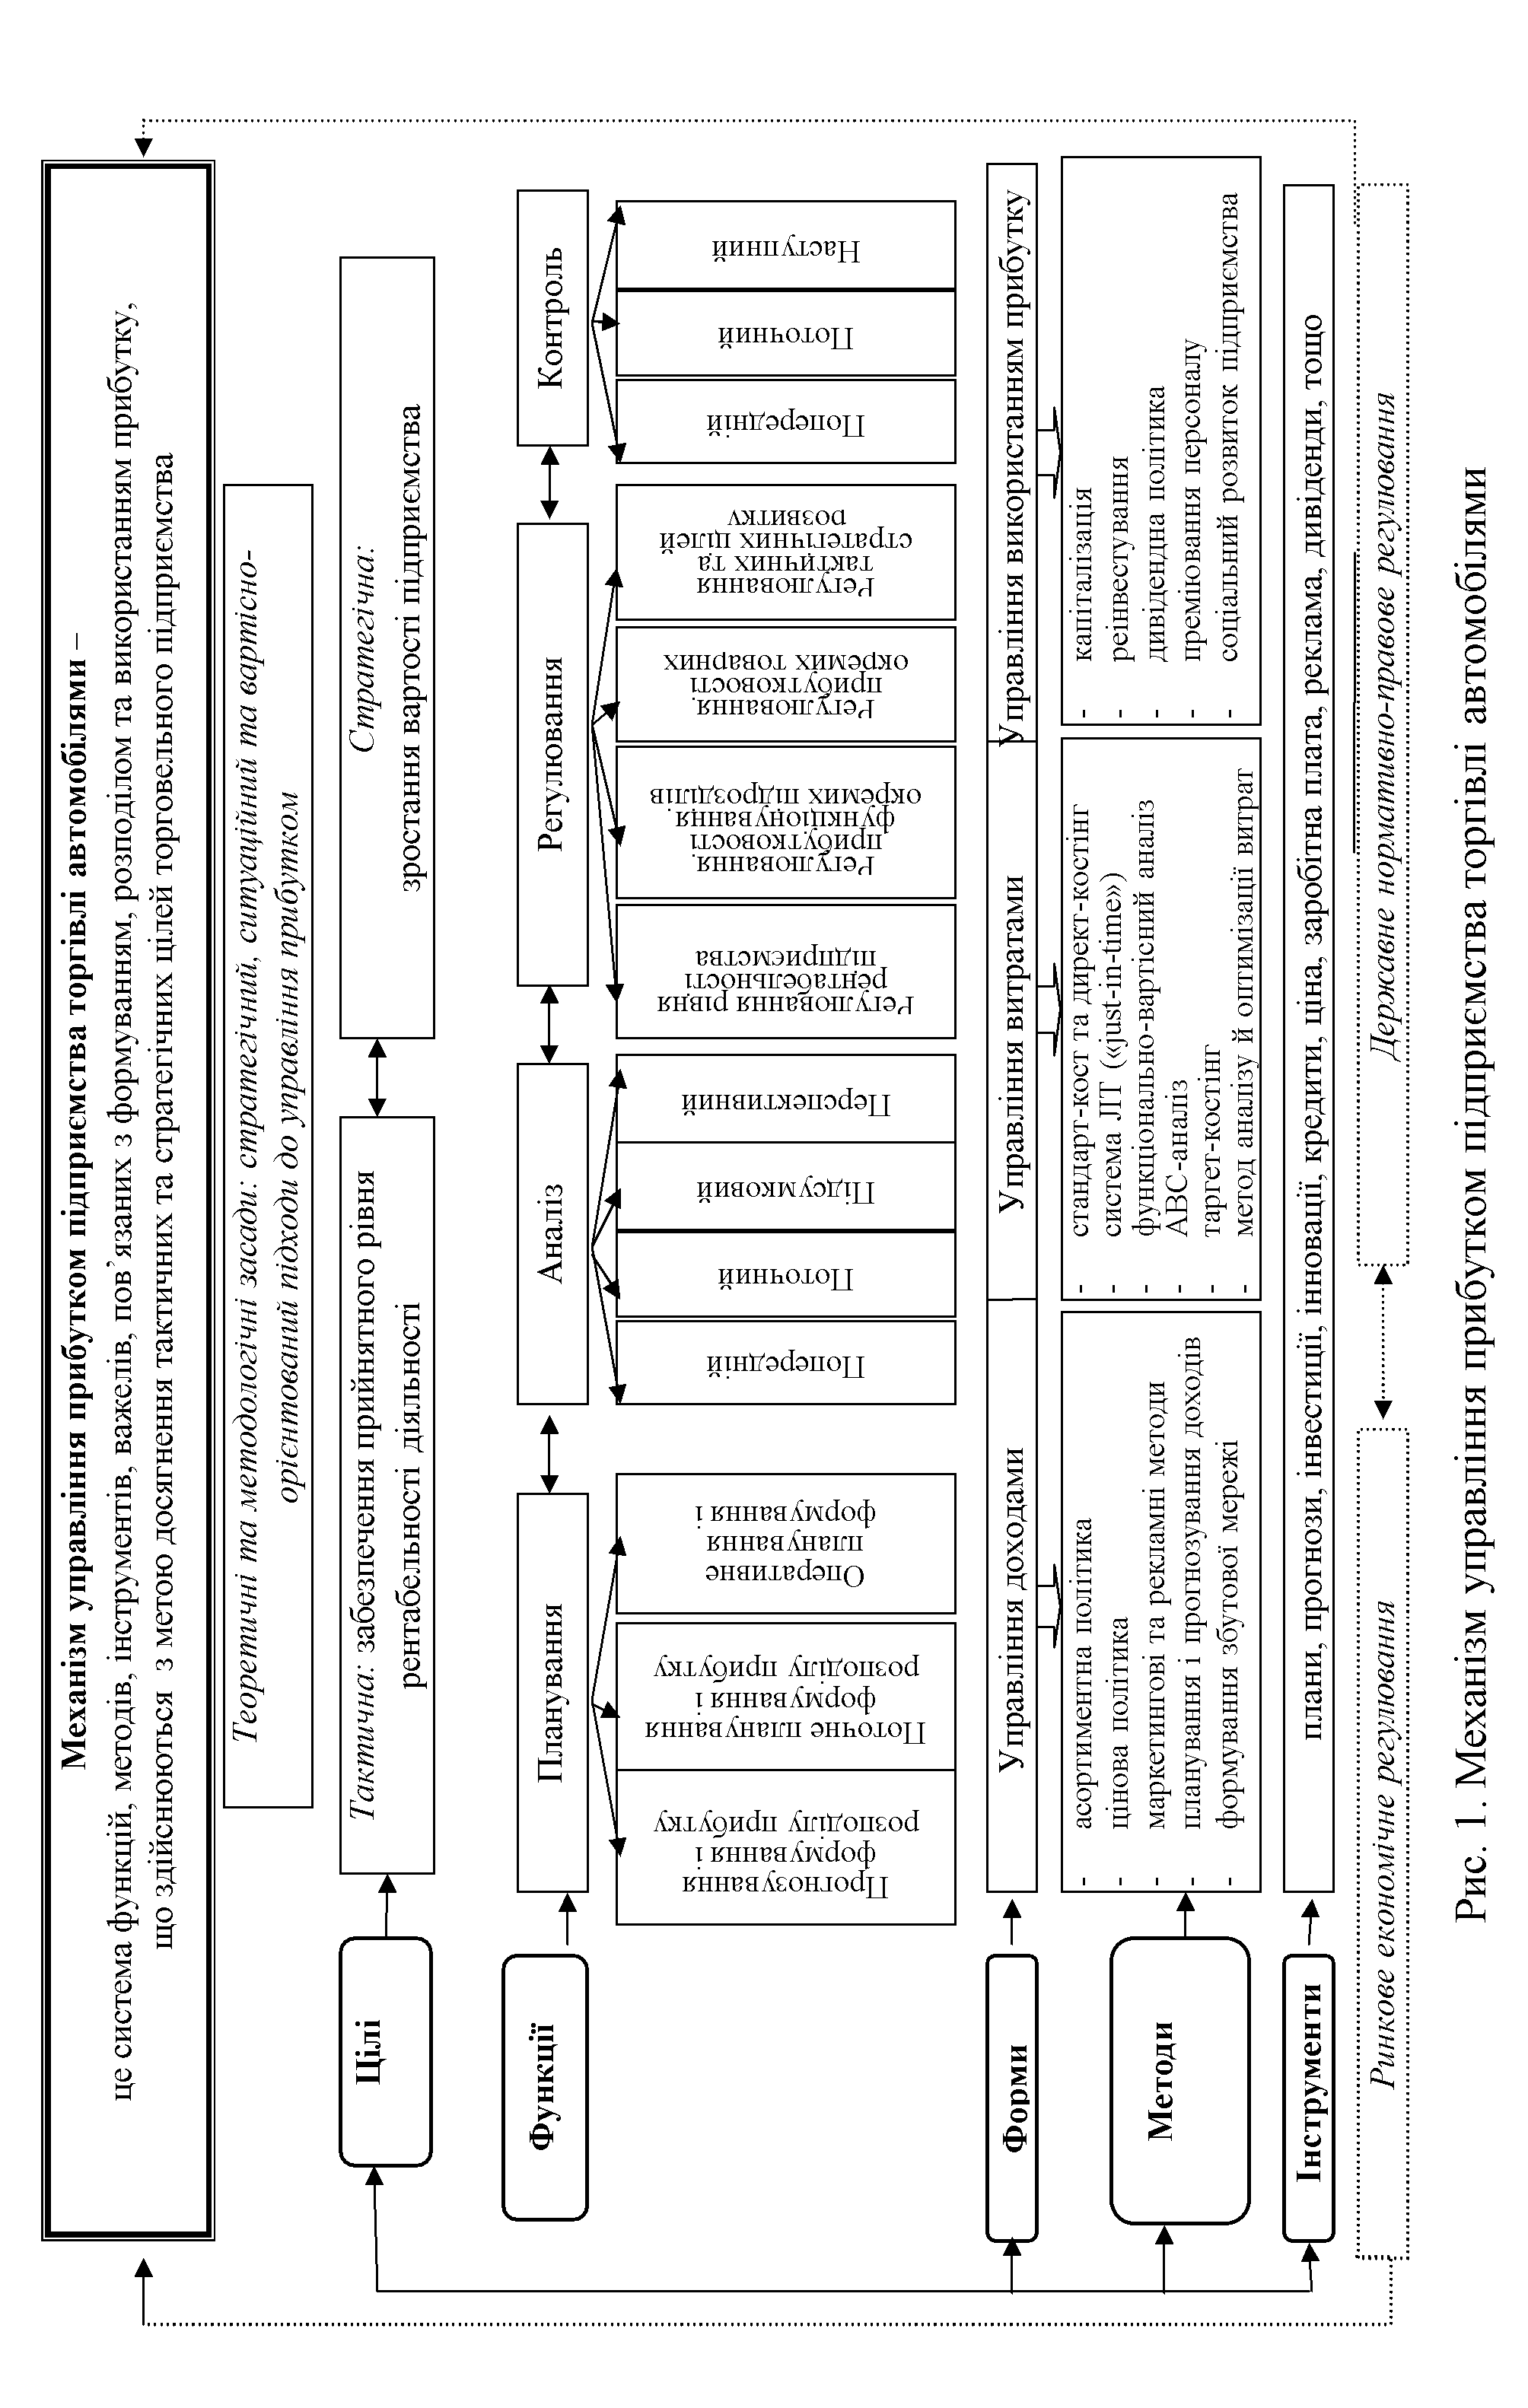 Механізм управління прибутком підприємства торгівлі автомобілями –
це система функцій, методів, інструментів, важелів, пов’язаних з формуванням, розподілом та використанням прибутку,
що здійснюються з метою досягнення тактичних та стратегічних цілей торговельного підприємства
Теоретичні та методологічні засади: стратегічний, ситуаційний та вартісно-
орієнтований підходи до управління прибутком
Цілі
Тактична: забезпечення прийнятного рівня
рентабельності діяльності
Стратегічна:
зростання вартості підприємства
Функції
Планування
Аналіз
Регулювання
Контроль
Прогнозування
формування і
розподілу прибутку
Поточне планування
формування і
розподілу прибутку
Оперативне
планування
формування і
Попередній
Поточний
Підсумковий
Перспективний
Регулювання рівня
рентабельності
підприємства
Регулювання
прибутковості
функціонування
окремих підрозділів
Регулювання
прибутковості
окремих товарних
Регулювання
тактичних та
стратегічних цілей
розвитку
Попередній
Поточний
Наступний
Форми
Управління доходами
Управління витратами
Управління використанням прибутку
Методи
- асортиментна політика
- цінова політика
- маркетингові та рекламні методи
- планування і прогнозування доходів
- формування збутової мережі
- стандарт-кост та директ-костінг
- система JIT («just-in-time»)
- функціонально-вартісний аналіз
- АВС-аналіз
- таргет-костінг
- метод аналізу й оптимізації витрат
- капіталізація
- реінвестування
- дивідендна політика
- преміювання персоналу
- соціальний розвиток підприємства
Інструменти
плани, прогнози, інвестиції, інновації, кредити, ціна, заробітна плата, реклама, дивіденди, тощо
Ринкове економічне регулювання
Державне нормативно-правове регулювання
Рис. 1. Механізм управління прибутком підприємства торгівлі автомобілями